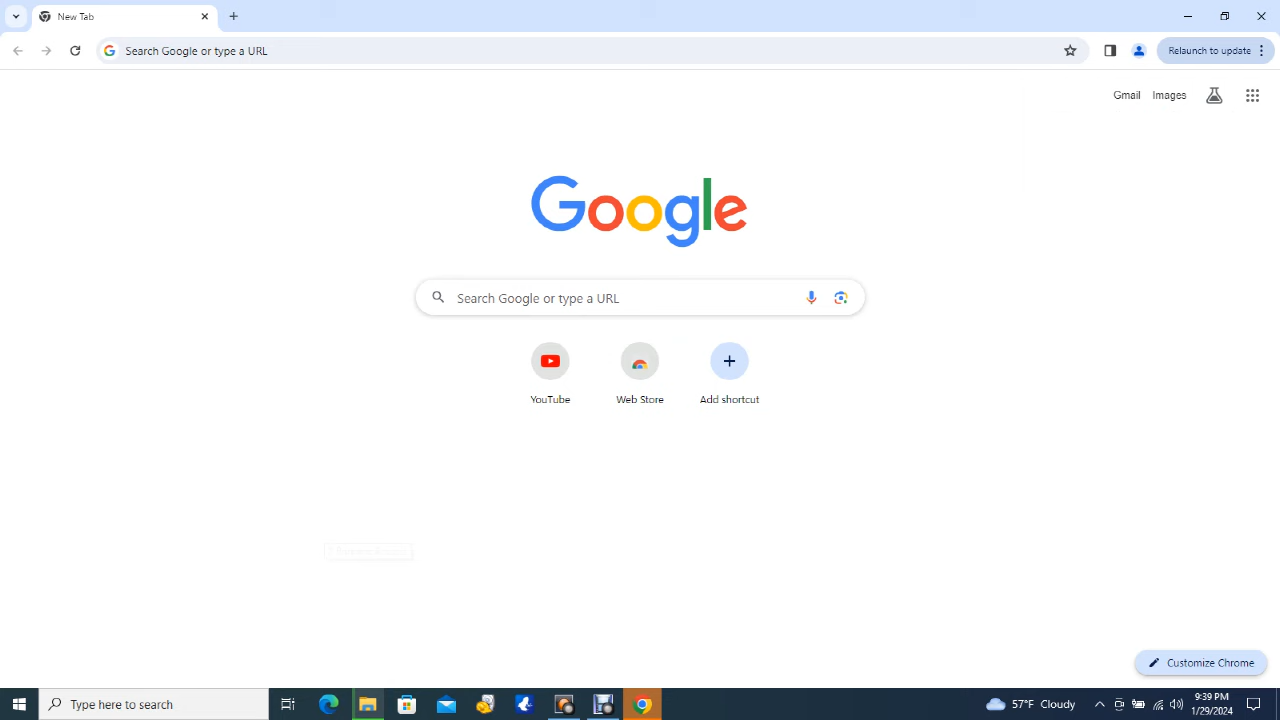 New Tab
Search Google or type a URL
Relaunch to update
Gmail
Images
Google
Search Google or type a URL
YouTube
Web Store
Add shortcut
Customize Chrome
Type here to search
57°F Cloudy
9:39 PM
1/29/2024